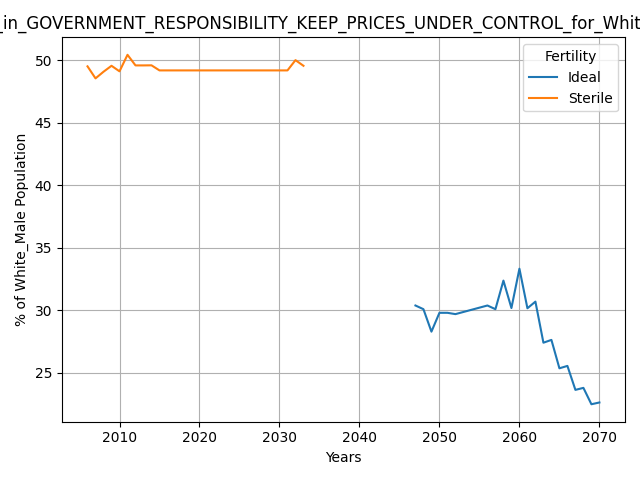 _in_GOVERNMENT_RESPONSIBILITY_KEEP_PRICES_UNDER_CONTROL_for_Whit
Fertility
Ideal
Sterile
% of White_Male Population
50
45
40
35
30
25
2010 2020 2030 2040 2050 2060 2070
Years